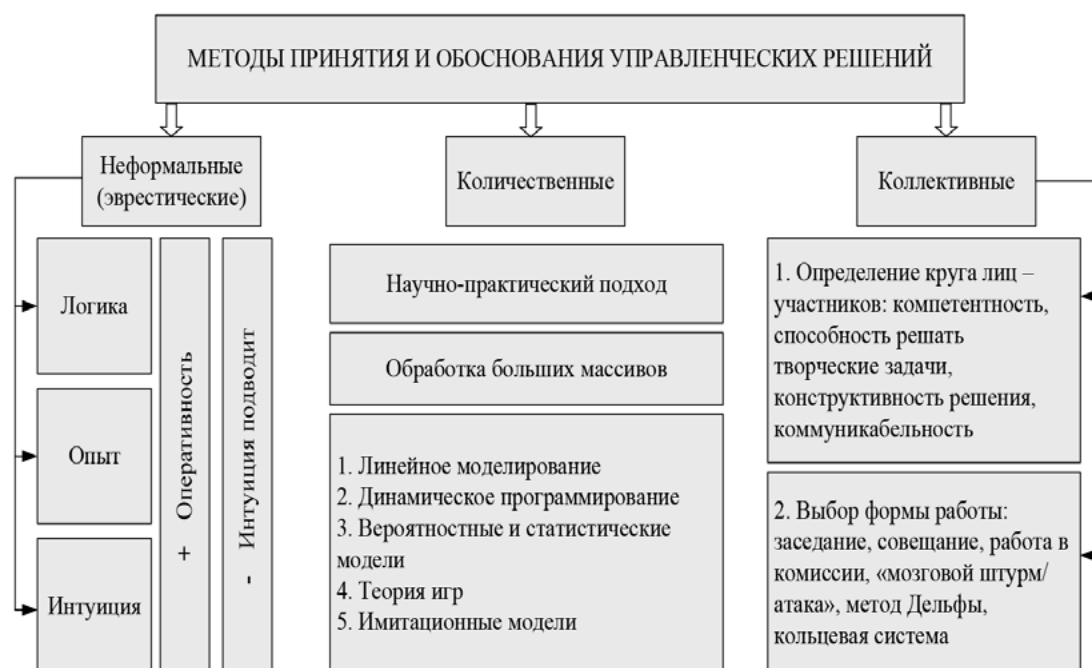 МЕТОДЫ ПРИНЯТИЯ И ОБОСНОВАНИЯ УПРАВЛЕНЧЕСКИХ РЕШЕНИЙ
Неформальные
(эврестические)
Количественные
Коллективные
Логика
Опыт
Интуиция
+ Оперативность
- Интуиция подводит
Научно-практический подход
Обработка больших массивов
1. Линейное моделирование
2. Динамическое программирование
3. Вероятностные и статистические
модели
4. Теория игр
5. Имитационные модели
1. Определение круга лиц –
участников: компетентность,
способность решать
творческие задачи,
конструктивность решения,
коммуникабельность
2. Выбор формы работы:
заседание, совещание, работа в
комиссии, «мозговой штурм/
атака», метод Дельфы,
кольцевая система